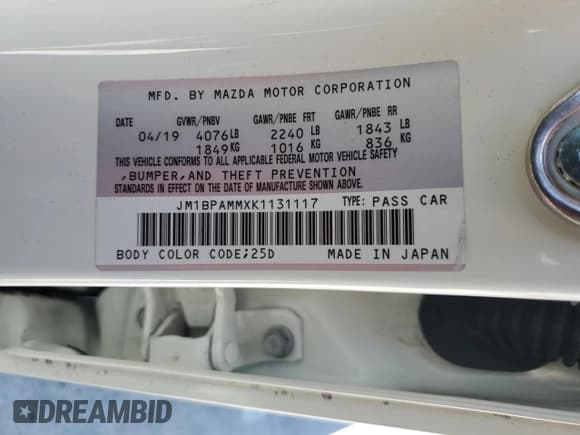 MFD. BY MAZDA MOTOR CORPORATION
DATE GVWR/PNBV GAWR/PNBE FRT GAWR/PNBE RR
04/19 4076LB 2240 LB 1843 LB
1849KG 1016 KG 836 KG
THIS VEHICLE CONFORMS TO ALL APPLICABLE FEDERAL MOTOR VEHICLE SAFETY
,BUMPER,AND THEFT PREVENTION
STANDARDS IN EFFECT ON THE DATE OF MANUFACTURE SHOWN ABOVE.
JM1BPAMMXK1131117 TYPE: PASS CAR
BODY COLOR CODE;25D MADE IN JAPAN
DREAMBID